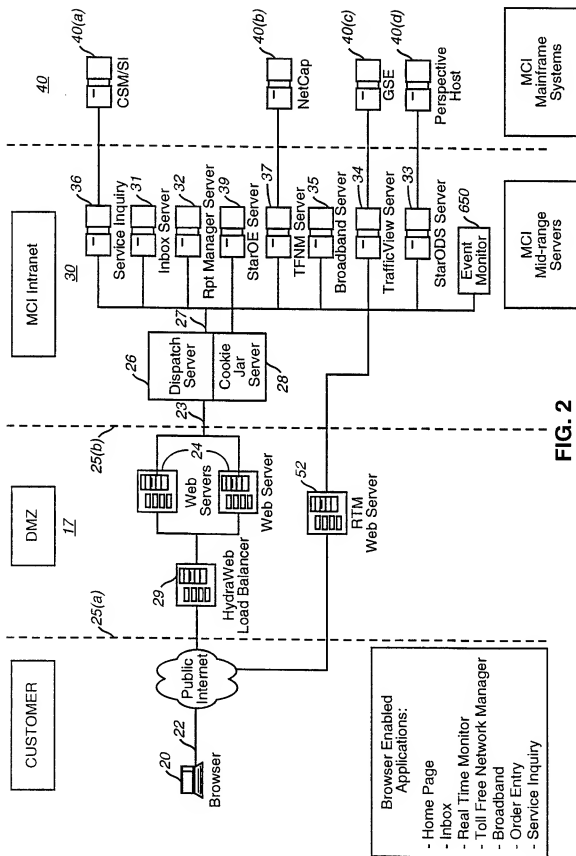 CUSTOMER
DMZ
17
MCI Intranet
30
40
25(a)
25(b)
20
Browser
22
Public
Internet
29
HydraWeb
Load Balancer
24
Web
Servers
Web Server
52
RTM
Web Server
23
26
Dispatch
Server
Cookie
Jar
Server
28
27
36
Service Inquiry
31
Inbox Server
32
Rpt Manager Server
39
StarOE Server
37
TFNM Server
35
Broadband Server
34
TrafficView Server
33
StarODS Server
650
Event
Monitor
40(a)
CSM/SI
40(b)
NetCap
40(c)
GSE
40(d)
Perspective
Host
Browser Enabled
Applications:
- Home Page
- Inbox
- Real Time Monitor
- Toll Free Network Manager
- Broadband
- Order Entry
- Service Inquiry
MCI
Mid-range
Servers
MCI
Mainframe
Systems
FIG. 2